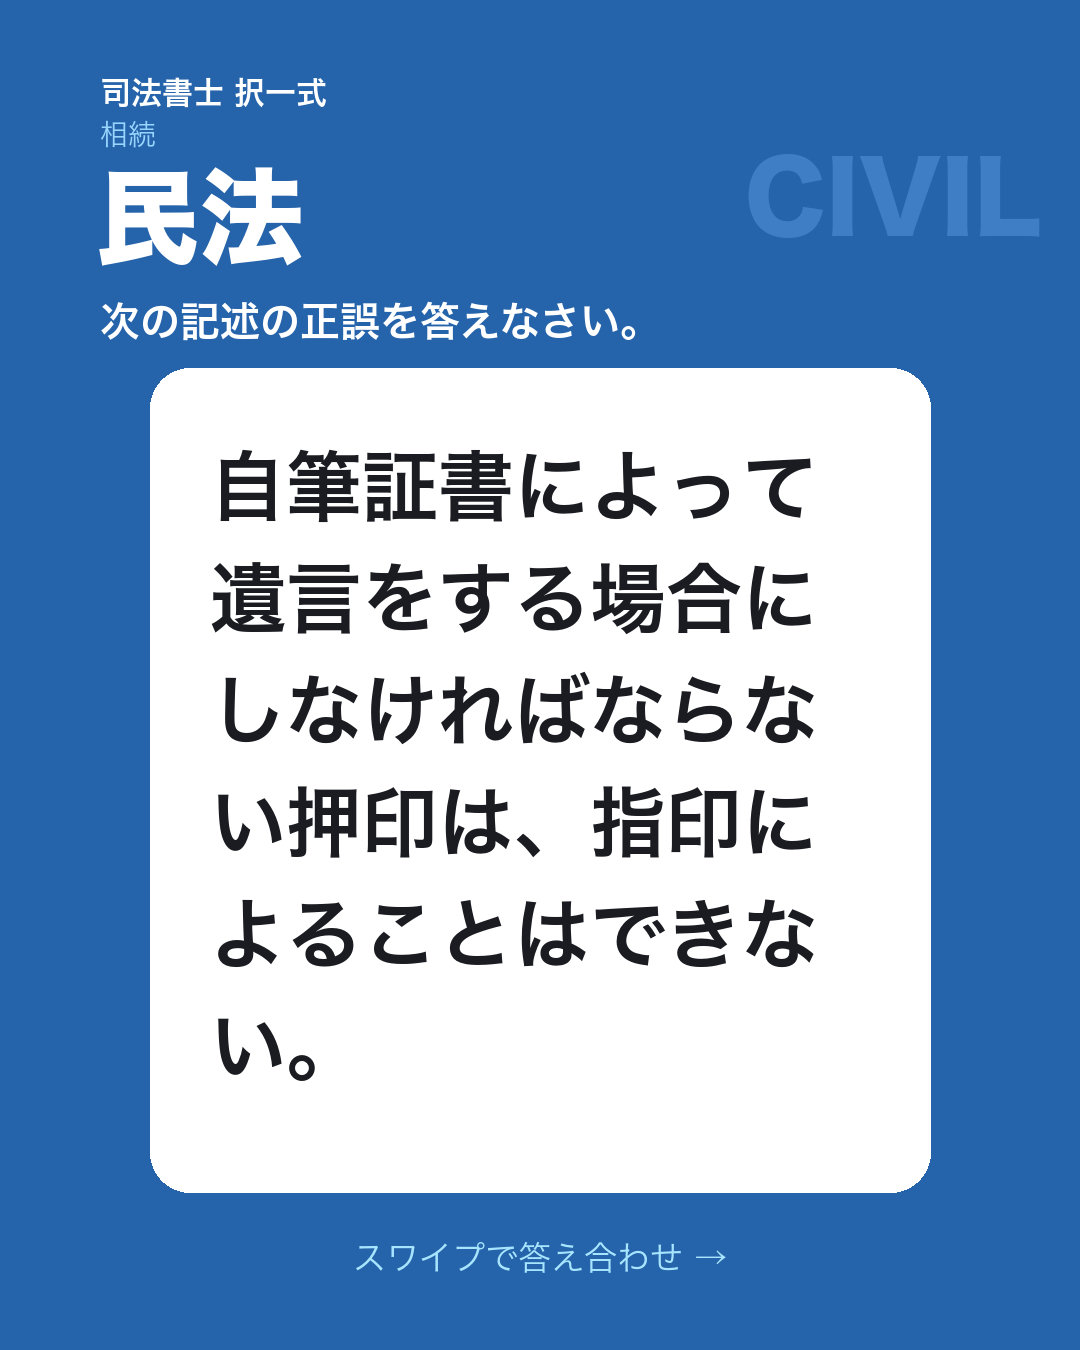 司法書士 択一式
相続
民法
CIVIL
次の記述の正誤を答えなさい。
自筆証書によって
遺言をする場合に
しなければならな
い押印は、指印に
よることはできな
い。
スワイプで答え合わせ →